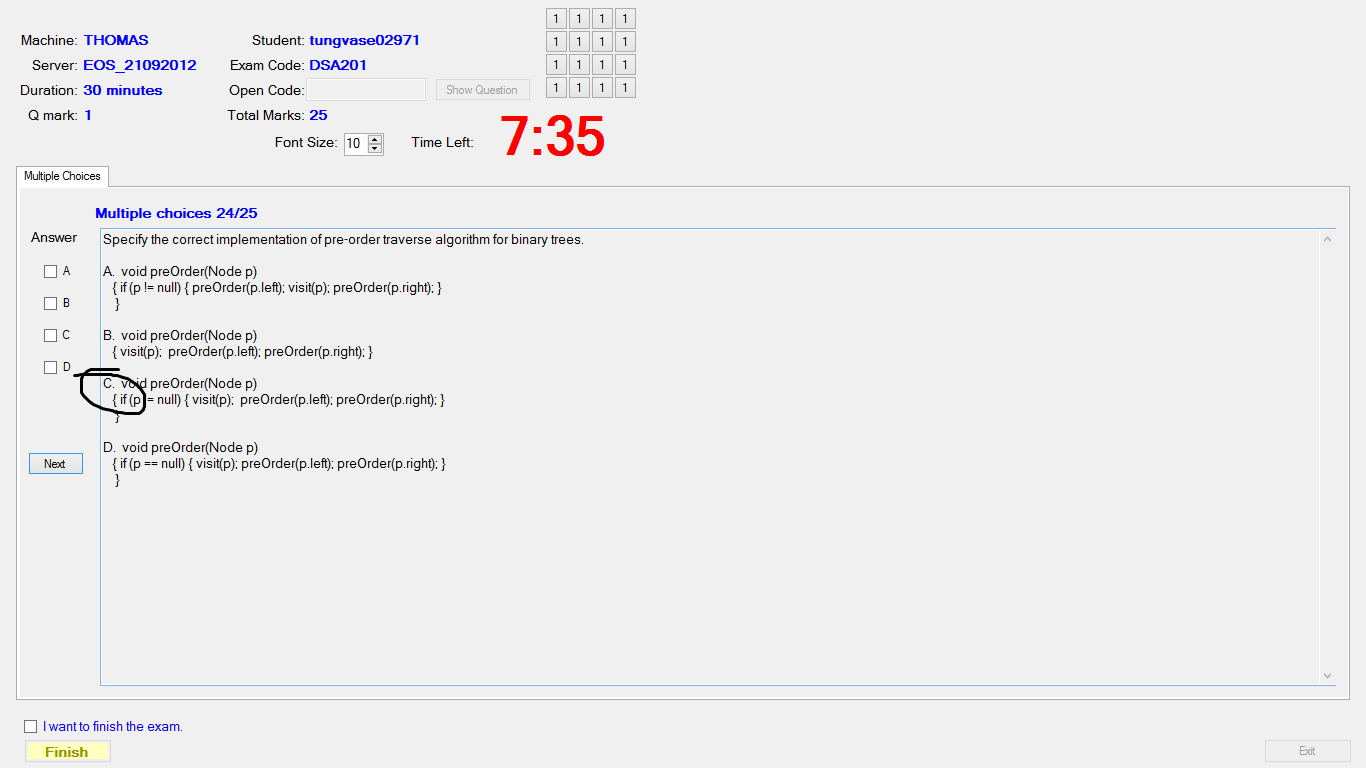 Machine: THOMAS Student: tungvase02971 1 1 1 1
Server: EOS_21092012 Exam Code: DSA201 1 1 1 1
Duration: 30 minutes Open Code: Show Question 1 1 1 1
Q mark: 1 Total Marks: 25 1 1 1 1
Font Size: 10 Time Left: 7:35
Multiple Choices
Multiple choices 24/25
Answer
Specify the correct implementation of pre-order traverse algorithm for binary trees.
A
B
C
D
A. void preOrder(Node p)
{ if (p != null) { preOrder(p.left); visit(p); preOrder(p.right); }
}
B. void preOrder(Node p)
{ visit(p); preOrder(p.left); preOrder(p.right); }
C. void preOrder(Node p)
{ if (p != null) { visit(p); preOrder(p.left); preOrder(p.right); }
}
D. void preOrder(Node p)
{ if (p == null) { visit(p); preOrder(p.left); preOrder(p.right); }
}
Next
I want to finish the exam.
Finish
Exit